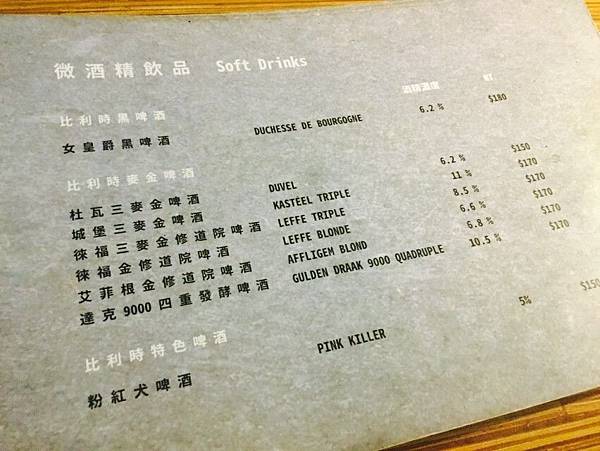 微酒精飲品 Soft Drinks
酒精濃度 NT
比利時黑啤酒
女皇爵黑啤酒 DUCHESSE DE BOURGOGNE 6.2 % $180
比利時麥金啤酒
杜瓦三麥金啤酒 DUVEL 6.2 % $150
城堡三麥金啤酒 KASTEEL TRIPLE 11 % $170
徠福三麥金修道院啤酒 LEFFE TRIPLE 8.5 % $170
徠福金修道院啤酒 LEFFE BLONDE 6.6 % $170
艾菲根金修道院啤酒 AFFLIGEM BLOND 6.8 % $170
達克9000四重發酵啤酒 GULDEN DRAAK 9000 QUADRUPLE 10.5 % $170
比利時特色啤酒
粉紅犬啤酒 PINK KILLER 5% $150